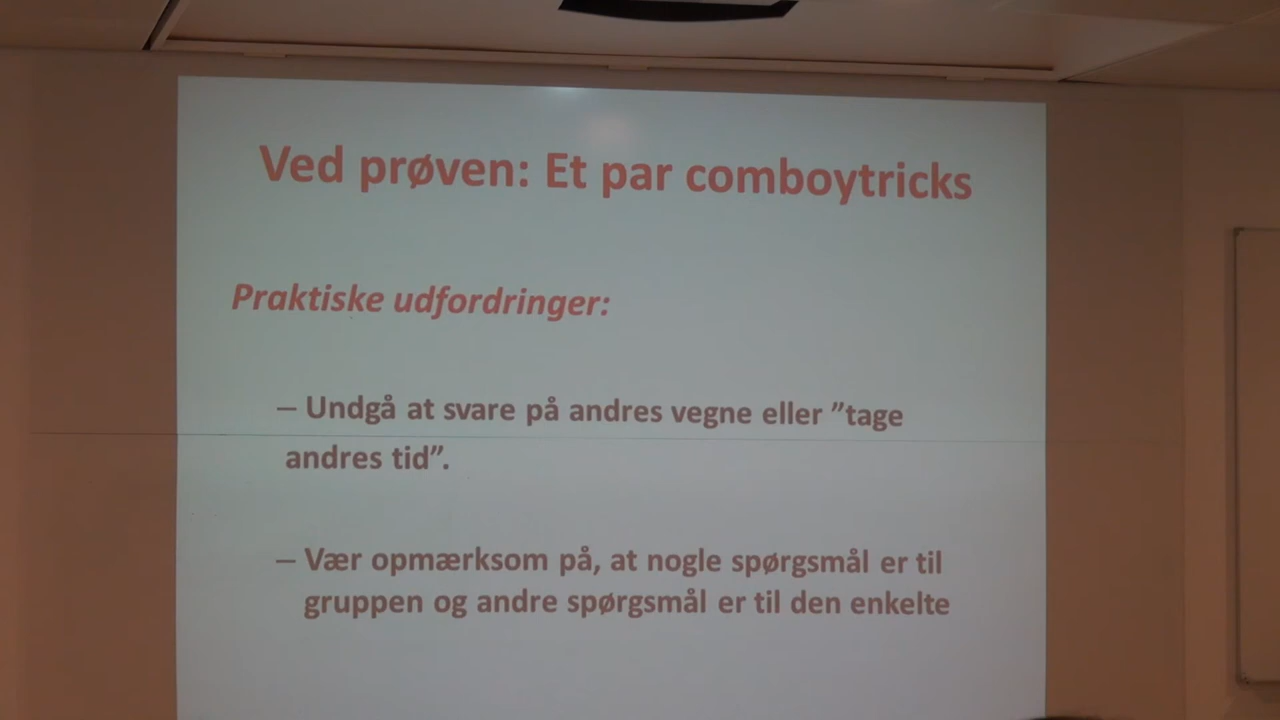 Ved prøven: Et par comboytricks
Praktiske udfordringer:
– Undgå at svare på andres vegne eller ”tage
andres tid”.
– Vær opmærksom på, at nogle spørgsmål er til
gruppen og andre spørgsmål er til den enkelte